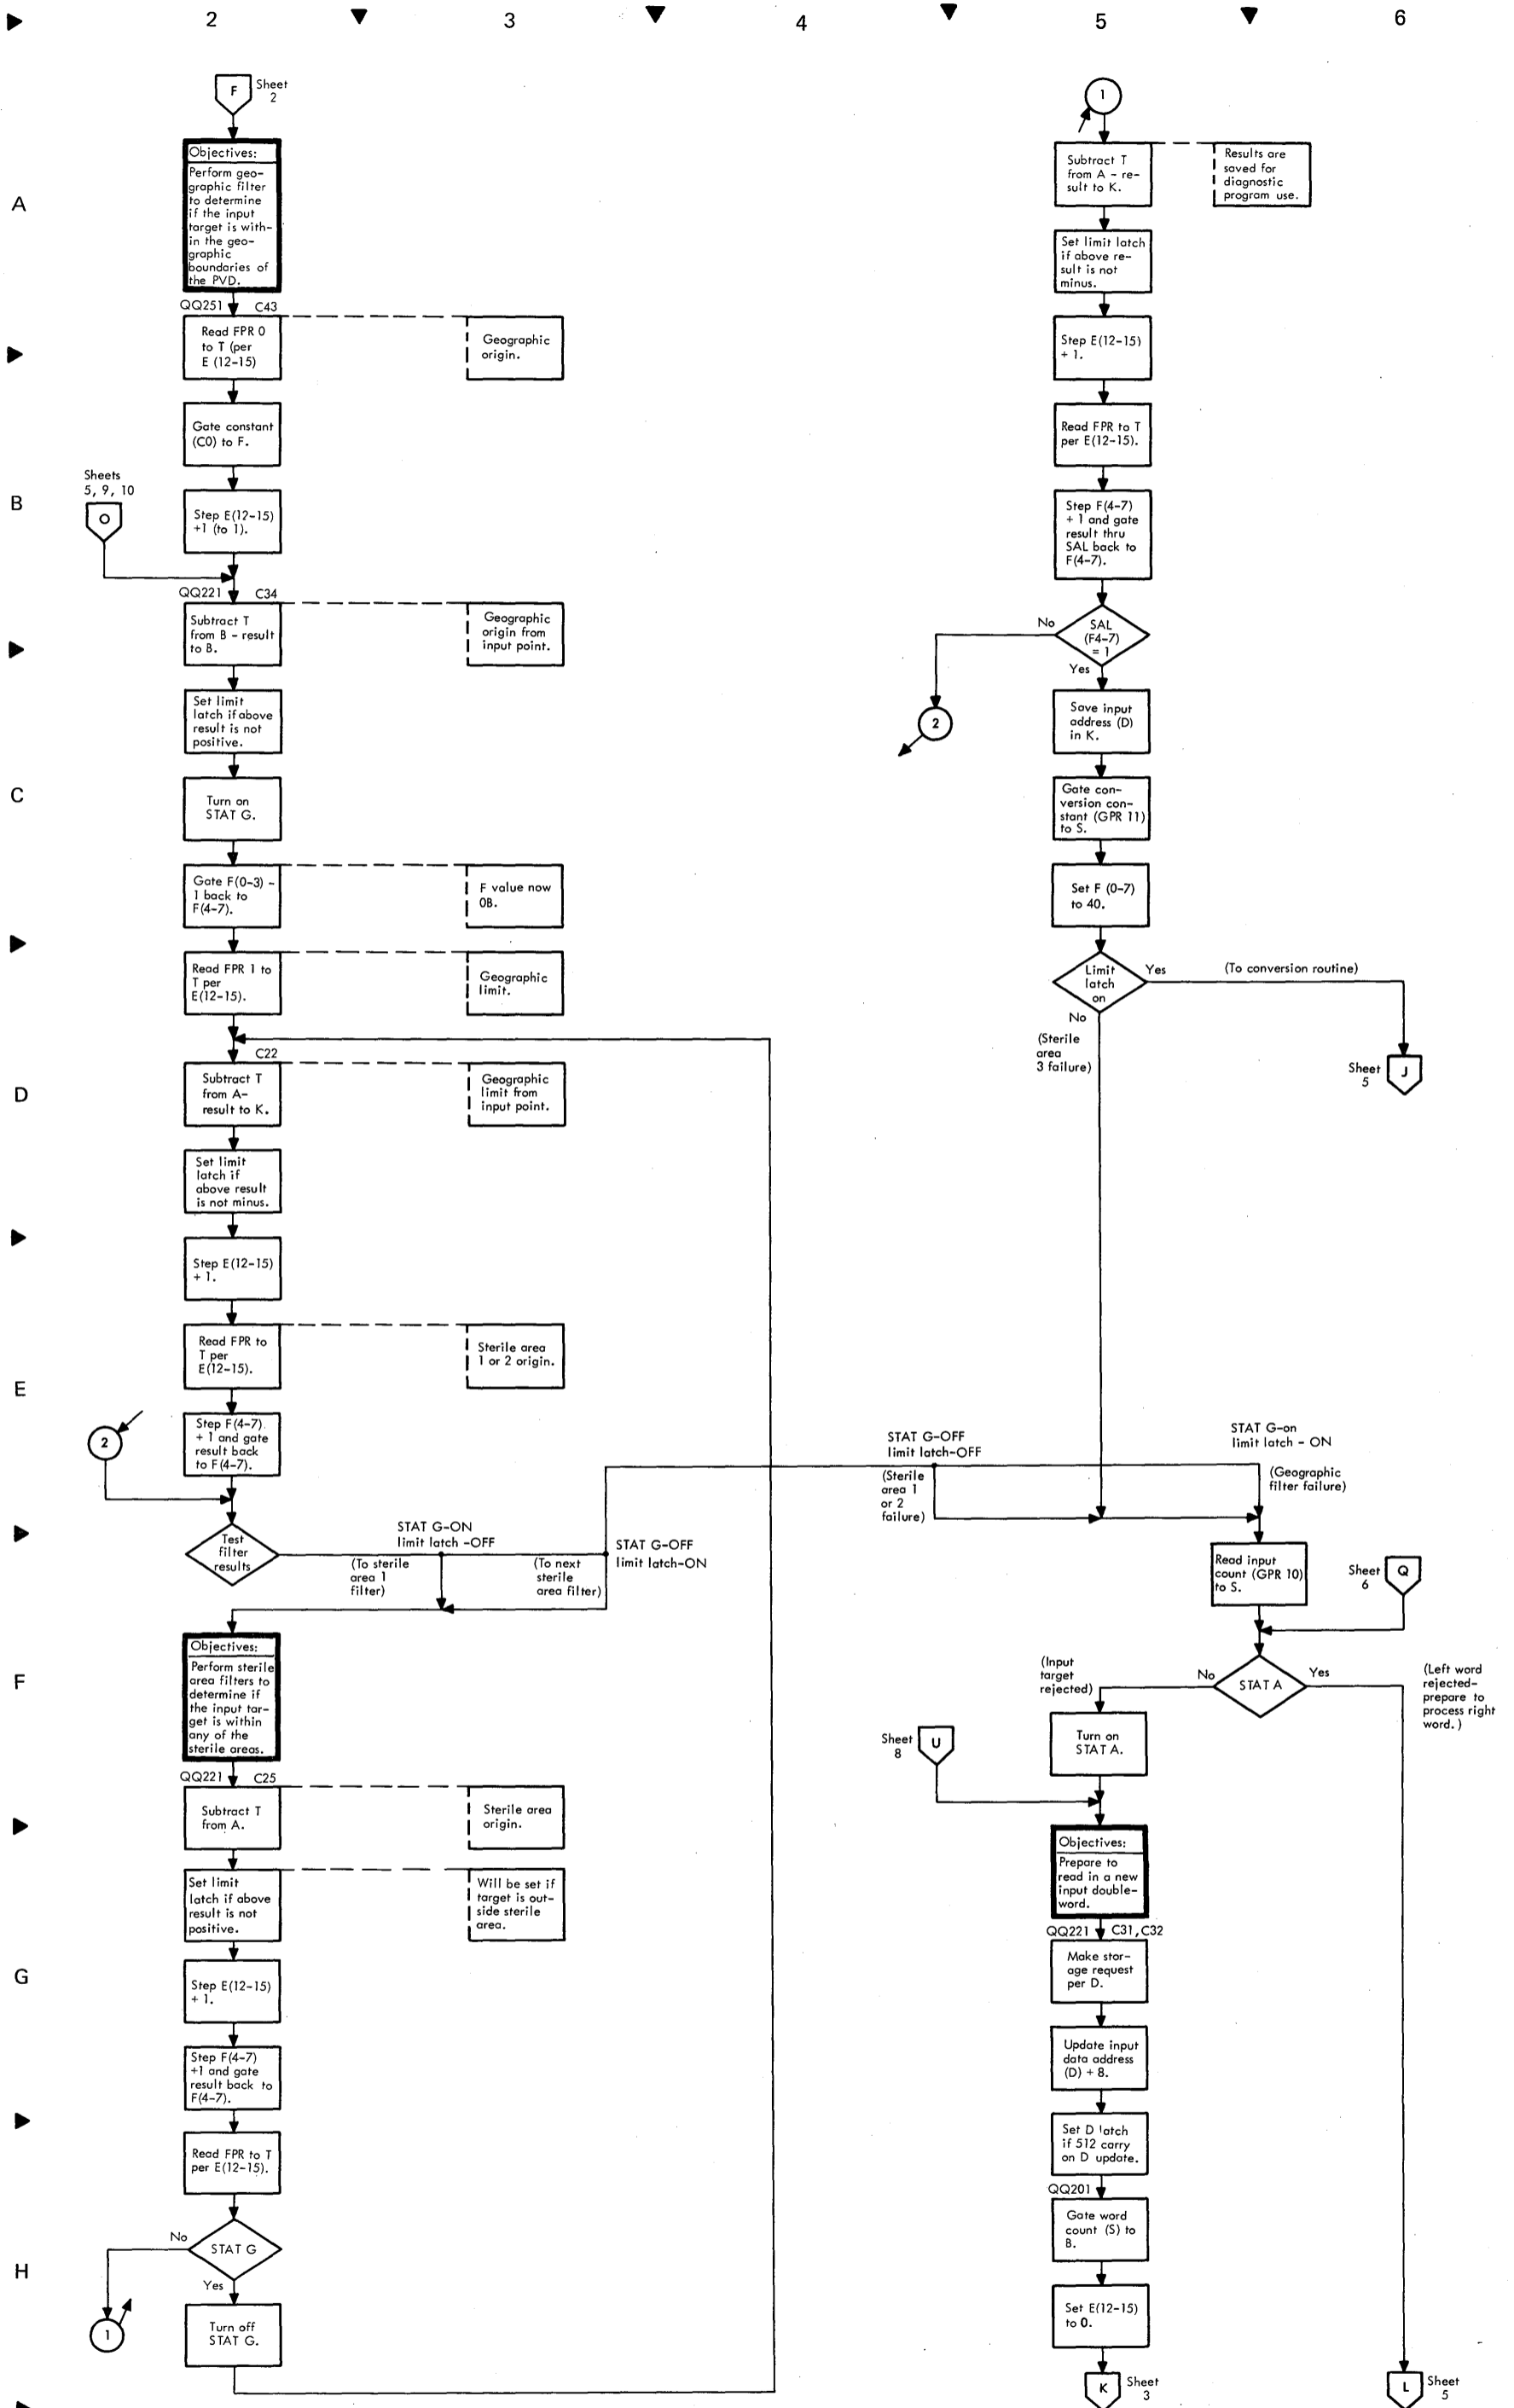 2 3 4 5 6
A
B
C
D
E
F
G
H
F
Sheet
2
Objectives:
Perform geo-
graphic filter
to determine
if the input
target is with-
in the geo-
graphic
boundaries of
the PVD.
QQ251 C43
Read FPR 0
to T (per
E (12-15)
Geographic
origin.
Gate constant
(C0) to F.
Sheets
5, 9, 10
O
Step E(12-15)
+1 (to 1).
QQ221 C34
Subtract T
from B - result
to B.
Geographic
origin from
input point.
Set limit
latch if above
result is not
positive.
Turn on
STAT G.
Gate F(0-3) -
1 back to
F(4-7).
F value now
0B.
Read FPR 1 to
T per
E(12-15).
Geographic
limit.
C22
Subtract T
from A-
result to K.
Geographic
limit from
input point.
Set limit
latch if
above result
is not minus.
Step E(12-15)
+ 1.
Read FPR to
T per
E(12-15).
Sterile area
1 or 2 origin.
2
Step F(4-7)
+ 1 and gate
result back
to F(4-7).
Test
filter
results
STAT G-ON
limit latch -OFF
(To sterile
area 1
filter)
(To next
sterile
area filter)
STAT G-OFF
limit latch-ON
Objectives:
Perform sterile
area filters to
determine if
the input tar-
get is within
any of the
sterile areas.
QQ221 C25
Subtract T
from A.
Sterile area
origin.
Set limit
latch if above
result is not
positive.
Will be set if
target is out-
side sterile
area.
Step E(12-15)
+ 1.
Step F(4-7)
+1 and gate
result back to
F(4-7).
Read FPR to T
per E(12-15).
No
STAT G
Yes
1
Turn off
STAT G.
1
Subtract T
from A - re-
sult to K.
Results are
saved for
diagnostic
program use.
Set limit latch
if above re-
sult is not
minus.
Step E(12-15)
+ 1.
Read FPR to T
per E(12-15).
Step F(4-7)
+ 1 and gate
result thru
SAL back to
F(4-7).
No
SAL
(F4-7)
= 1
Yes
2
Save input
address (D)
in K.
Gate con-
version con-
stant (GPR 11)
to S.
Set F (0-7)
to 40.
Limit
latch
on
Yes
(To conversion routine)
No
(Sterile
area
3 failure)
Sheet
5
J
STAT G-OFF
limit latch-OFF
(Sterile
area 1
or 2
failure)
STAT G-on
limit latch - ON
(Geographic
filter failure)
Read input
count (GPR 10)
to S.
Sheet
6
Q
(Input
target
rejected)
No
STAT A
Yes
(Left word
rejected-
prepare to
process right
word.)
Turn on
STAT A.
Sheet
8
U
Objectives:
Prepare to
read in a new
input double-
word.
QQ221 C31,C32
Make stor-
age request
per D.
Update input
data address
(D) + 8.
Set D latch
if 512 carry
on D update.
QQ201
Gate word
count (S) to
B.
Set E(12-15)
to 0.
K
Sheet
3
L
Sheet
5